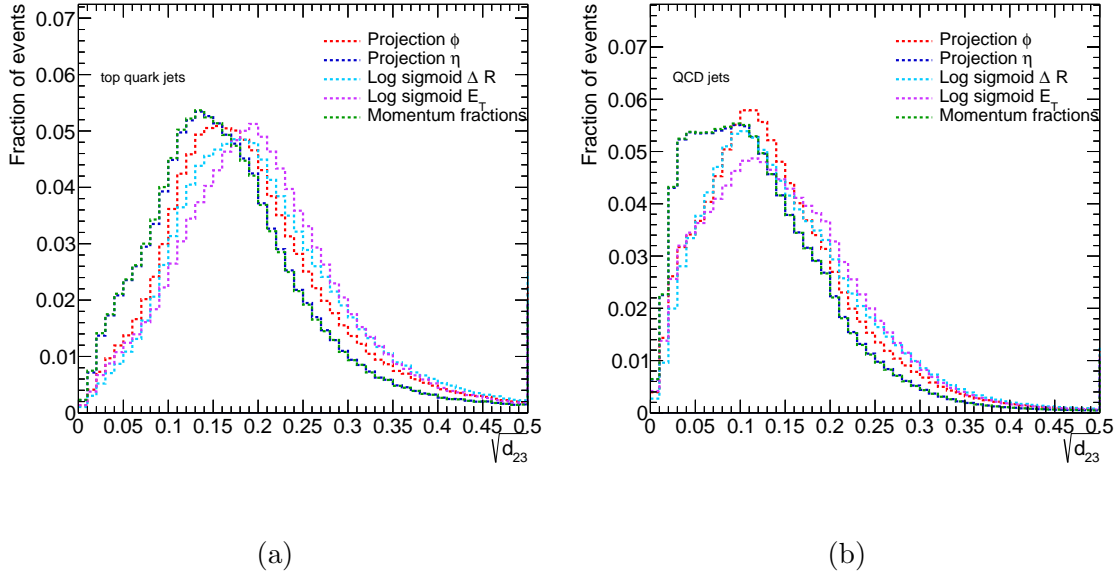 Fraction of events
0.07
0.06
0.05
0.04
0.03
0.02
0.01
0
top quark jets
Projection φ
Projection η
Log sigmoid Δ R
Log sigmoid E_T
Momentum fractions
0 0.05 0.1 0.15 0.2 0.25 0.3 0.35 0.4 0.45 0.5
√d_23
(a)
Fraction of events
0.07
0.06
0.05
0.04
0.03
0.02
0.01
0
QCD jets
Projection φ
Projection η
Log sigmoid Δ R
Log sigmoid E_T
Momentum fractions
0 0.05 0.1 0.15 0.2 0.25 0.3 0.35 0.4 0.45 0.5
√d_23
(b)